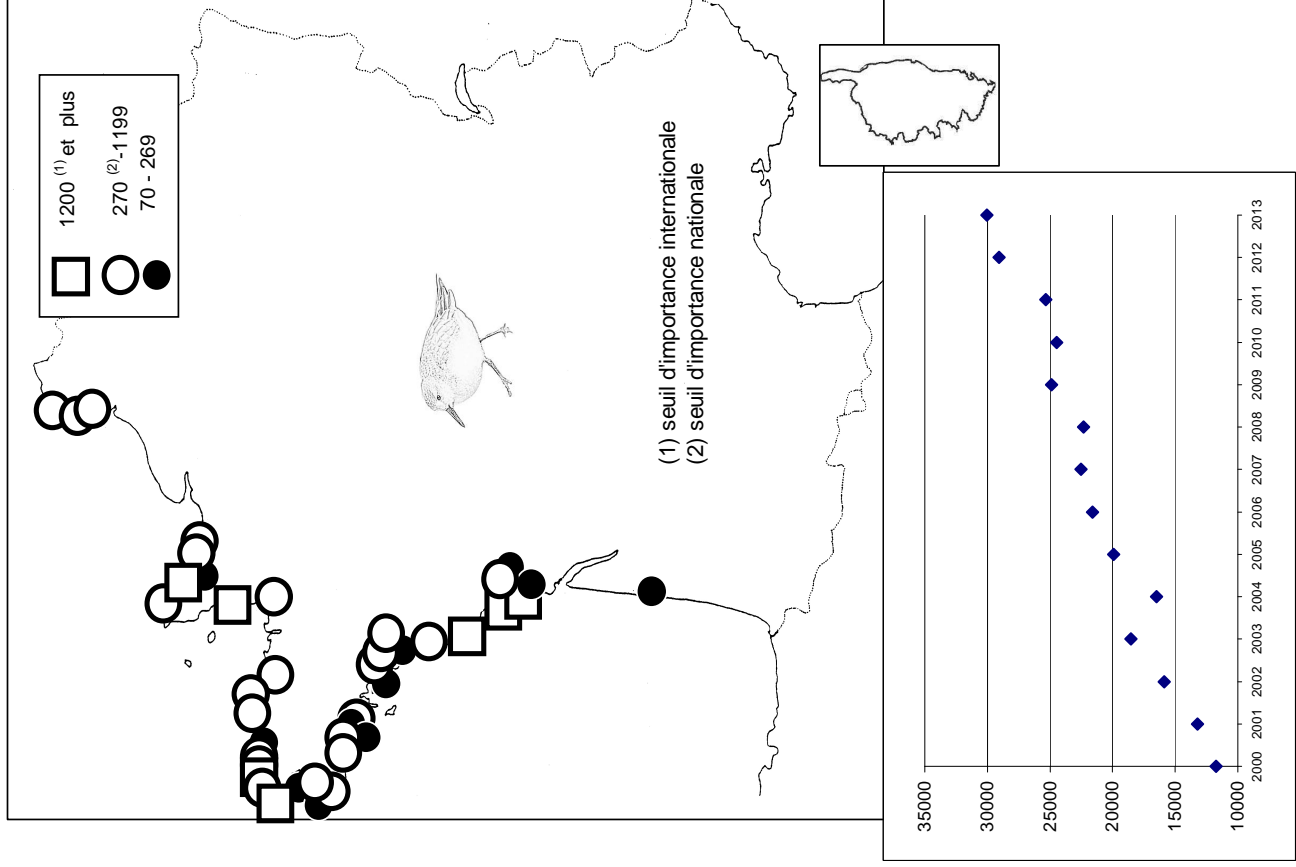 1200 (1) et plus
270 (2)-1199
70 - 269
(1) seuil d'importance internationale
(2) seuil d'importance nationale
35000
30000
25000
20000
15000
10000
2000 2001 2002 2003 2004 2005 2006 2007 2008 2009 2010 2011 2012 2013